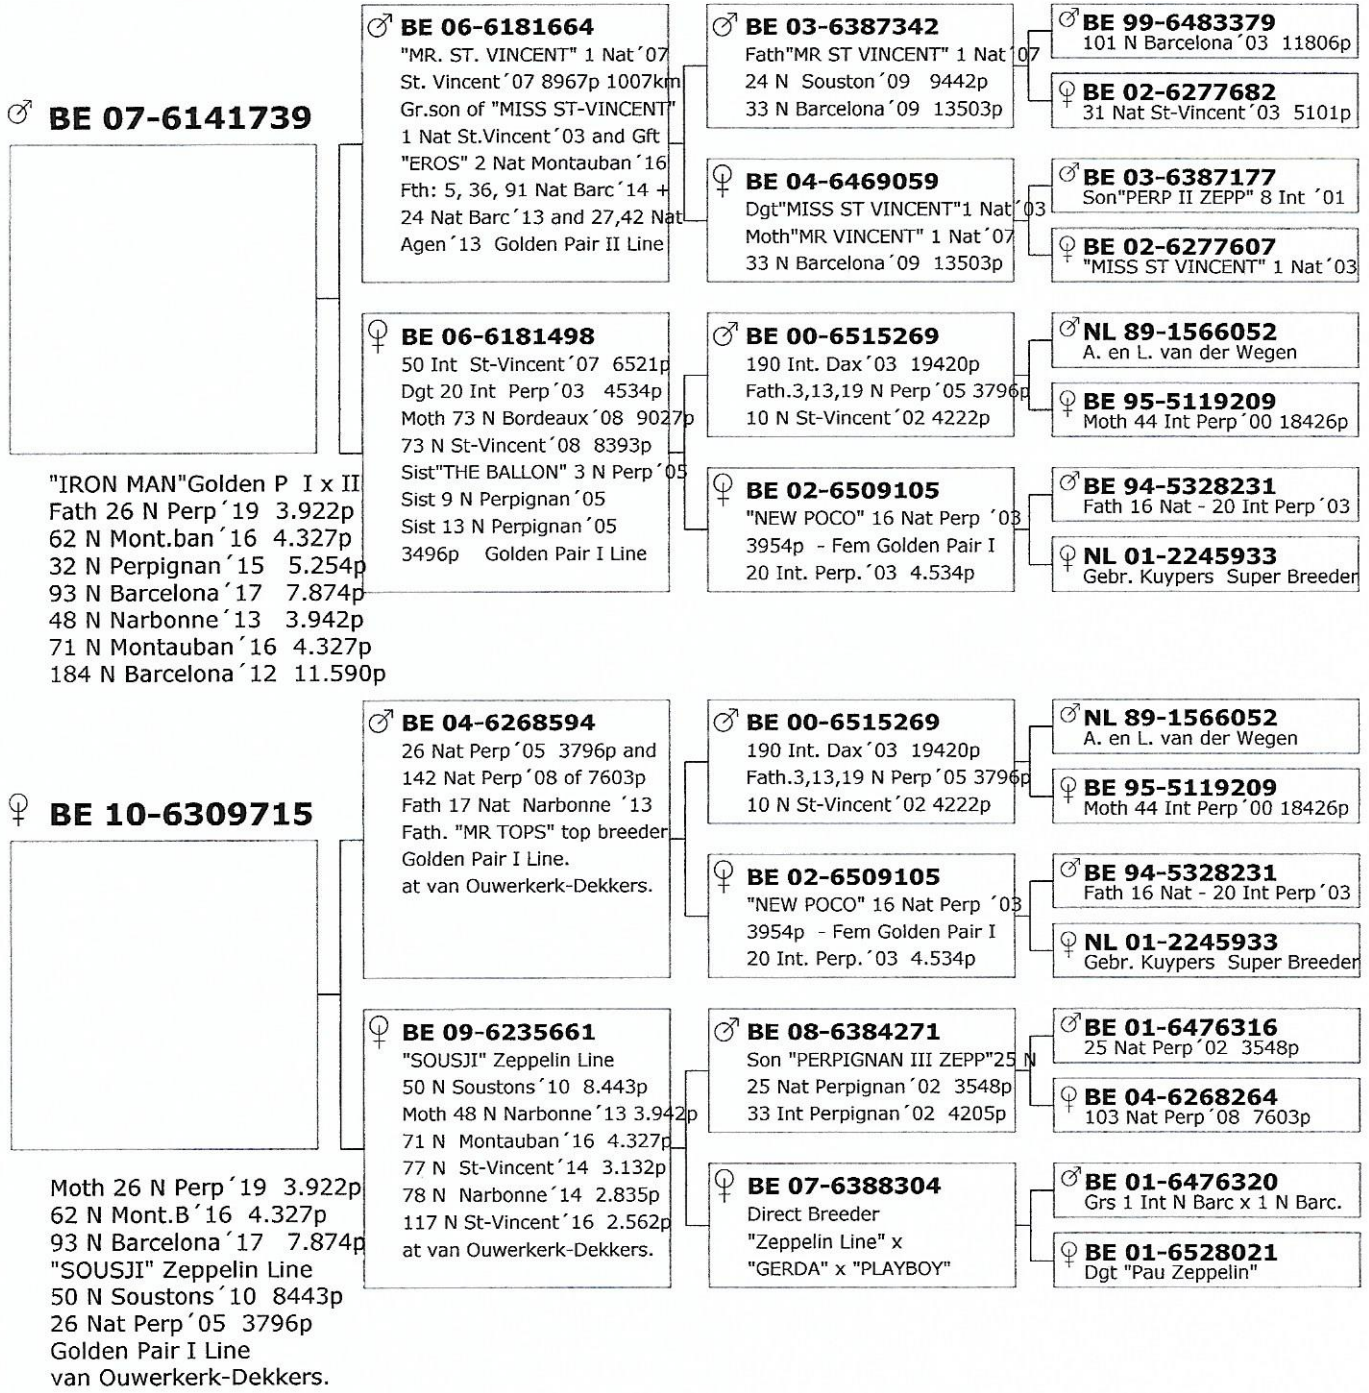 ♂ BE 07-6141739
"IRON MAN"Golden P I x II
Fath 26 N Perp´19 3.922p
62 N Mont.ban´16 4.327p
32 N Perpignan´15 5.254p
93 N Barcelona´17 7.874p
48 N Narbonne´13 3.942p
71 N Montauban´16 4.327p
184 N Barcelona´12 11.590p
♂ BE 06-6181664
"MR. ST. VINCENT" 1 Nat´07
St. Vincent´07 8967p 1007km
Gr.son of "MISS ST-VINCENT"
1 Nat St.Vincent´03 and Gft
"EROS" 2 Nat Montauban´16
Fth: 5, 36, 91 Nat Barc´14 +
24 Nat Barc´13 and 27,42 Nat
Agen´13 Golden Pair II Line
♀ BE 06-6181498
50 Int St-Vincent´07 6521p
Dgt 20 Int Perp´03 4534p
Moth 73 N Bordeaux´08 9027p
73 N St-Vincent´08 8393p
Sist"THE BALLON" 3 N Perp´05
Sist 9 N Perpignan´05
Sist 13 N Perpignan´05
3496p Golden Pair I Line
♂ BE 03-6387342
Fath"MR ST VINCENT" 1 Nat´07
24 N Souston´09 9442p
33 N Barcelona´09 13503p
♀ BE 04-6469059
Dgt"MISS ST VINCENT"1 Nat´03
Moth"MR VINCENT" 1 Nat´07
33 N Barcelona´09 13503p
♂ BE 00-6515269
190 Int. Dax´03 19420p
Fath.3,13,19 N Perp´05 3796p
10 N St-Vincent´02 4222p
♀ BE 02-6509105
"NEW POCO" 16 Nat Perp ´03
3954p - Fem Golden Pair I
20 Int. Perp.´03 4.534p
♂ BE 99-6483379
101 N Barcelona´03 11806p
♀ BE 02-6277682
31 Nat St-Vincent´03 5101p
♂ BE 03-6387177
Son"PERP II ZEPP" 8 Int ´01
♀ BE 02-6277607
"MISS ST VINCENT" 1 Nat´03
♂ NL 89-1566052
A. en L. van der Wegen
♀ BE 95-5119209
Moth 44 Int Perp´00 18426p
♂ BE 94-5328231
Fath 16 Nat - 20 Int Perp´03
♀ NL 01-2245933
Gebr. Kuypers Super Breeder
♀ BE 10-6309715
Moth 26 N Perp´19 3.922p
62 N Mont.B´16 4.327p
93 N Barcelona´17 7.874p
"SOUSJI" Zeppelin Line
50 N Soustons´10 8443p
26 Nat Perp´05 3796p
Golden Pair I Line
van Ouwerkerk-Dekkers.
♂ BE 04-6268594
26 Nat Perp´05 3796p and
142 Nat Perp´08 of 7603p
Fath 17 Nat Narbonne ´13
Fath. "MR TOPS" top breeder
Golden Pair I Line.
at van Ouwerkerk-Dekkers.
♀ BE 09-6235661
"SOUSJI" Zeppelin Line
50 N Soustons´10 8.443p
Moth 48 N Narbonne´13 3.942p
71 N Montauban´16 4.327p
77 N St-Vincent´14 3.132p
78 N Narbonne´14 2.835p
117 N St-Vincent´16 2.562p
at van Ouwerkerk-Dekkers.
♂ BE 00-6515269
190 Int. Dax´03 19420p
Fath.3,13,19 N Perp´05 3796p
10 N St-Vincent´02 4222p
♀ BE 02-6509105
"NEW POCO" 16 Nat Perp ´03
3954p - Fem Golden Pair I
20 Int. Perp.´03 4.534p
♂ BE 08-6384271
Son "PERPIGNAN III ZEPP"25 N
25 Nat Perpignan´02 3548p
33 Int Perpignan´02 4205p
♀ BE 07-6388304
Direct Breeder
"Zeppelin Line" x
"GERDA" x "PLAYBOY"
♂ NL 89-1566052
A. en L. van der Wegen
♀ BE 95-5119209
Moth 44 Int Perp´00 18426p
♂ BE 94-5328231
Fath 16 Nat - 20 Int Perp´03
♀ NL 01-2245933
Gebr. Kuypers Super Breeder
♂ BE 01-6476316
25 Nat Perp´02 3548p
♀ BE 04-6268264
103 Nat Perp´08 7603p
♂ BE 01-6476320
Grs 1 Int N Barc x 1 N Barc.
♀ BE 01-6528021
Dgt "Pau Zeppelin"